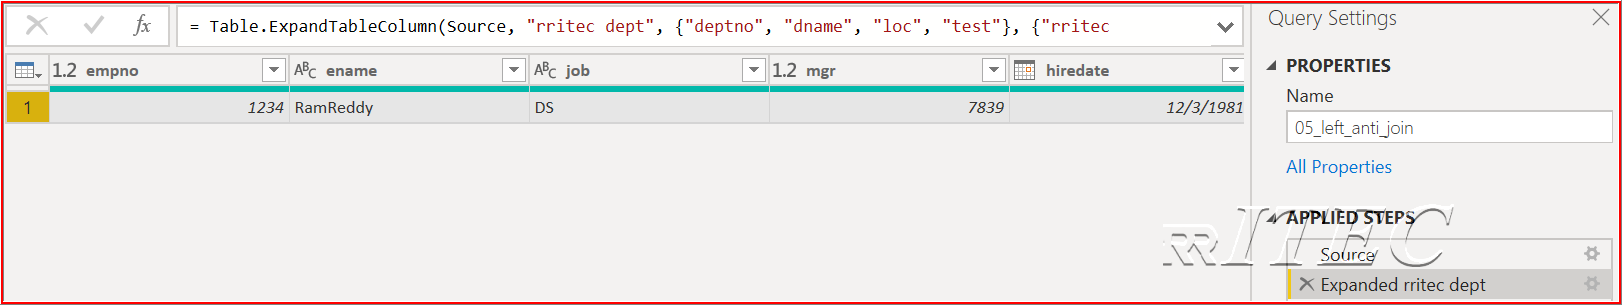 fx = Table.ExpandTableColumn(Source, "rritec dept", {"deptno", "dname", "loc", "test"}, {"rritec
1.2 empno ABC ename ABC job 1.2 mgr hiredate
1 1234 RamReddy DS 7839 12/3/1981
Query Settings
PROPERTIES
Name
05_left_anti_join
All Properties
APPLIED STEPS
Source
Expanded rritec dept
RRITEC